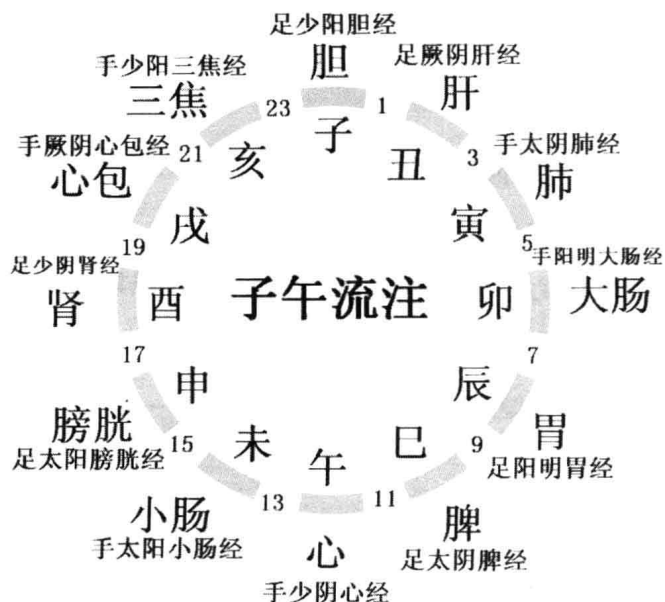 足少阳胆经
胆
子
23
1
足厥阴肝经
肝
丑
3
手太阴肺经
肺
寅
5
手阳明大肠经
大肠
卯
7
辰
胃
足阳明胃经
9
巳
脾
足太阴脾经
11
午
心
手少阴心经
13
未
小肠
手太阳小肠经
15
申
膀胱
足太阳膀胱经
17
酉
肾
足少阴肾经
19
戌
手厥阴心包经
心包
21
亥
手少阳三焦经
三焦
子午流注